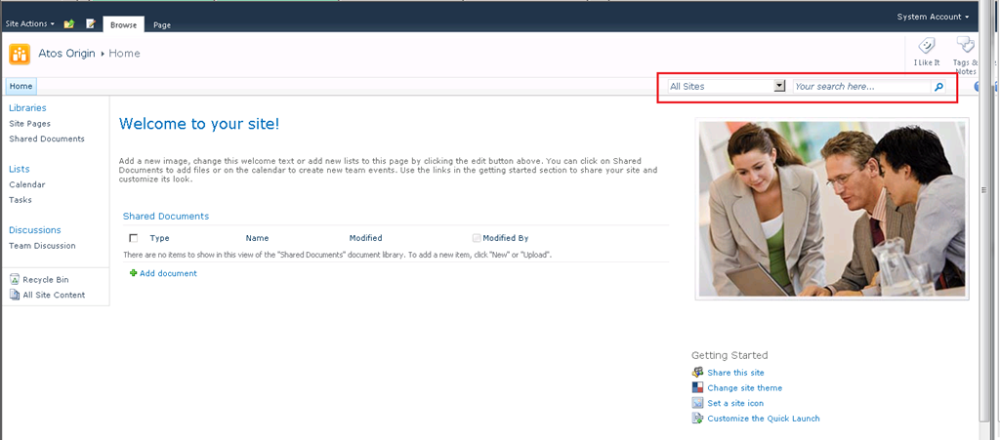 Site Actions
Browse
Page
System Account
Atos Origin
Home
I Like It
Tags &
Notes
Home
All Sites
Your search here...
Libraries
Site Pages
Shared Documents
Lists
Calendar
Tasks
Discussions
Team Discussion
Recycle Bin
All Site Content
Welcome to your site!
Add a new image, change this welcome text or add new lists to this page by clicking the edit button above. You can click on Shared
Documents to add files or on the calendar to create new team events. Use the links in the getting started section to share your site and
customize its look.
Shared Documents
Type Name Modified Modified By
There are no items to show in this view of the "Shared Documents" document library. To add a new item, click "New" or "Upload".
Add document
Getting Started
Share this site
Change site theme
Set a site icon
Customize the Quick Launch